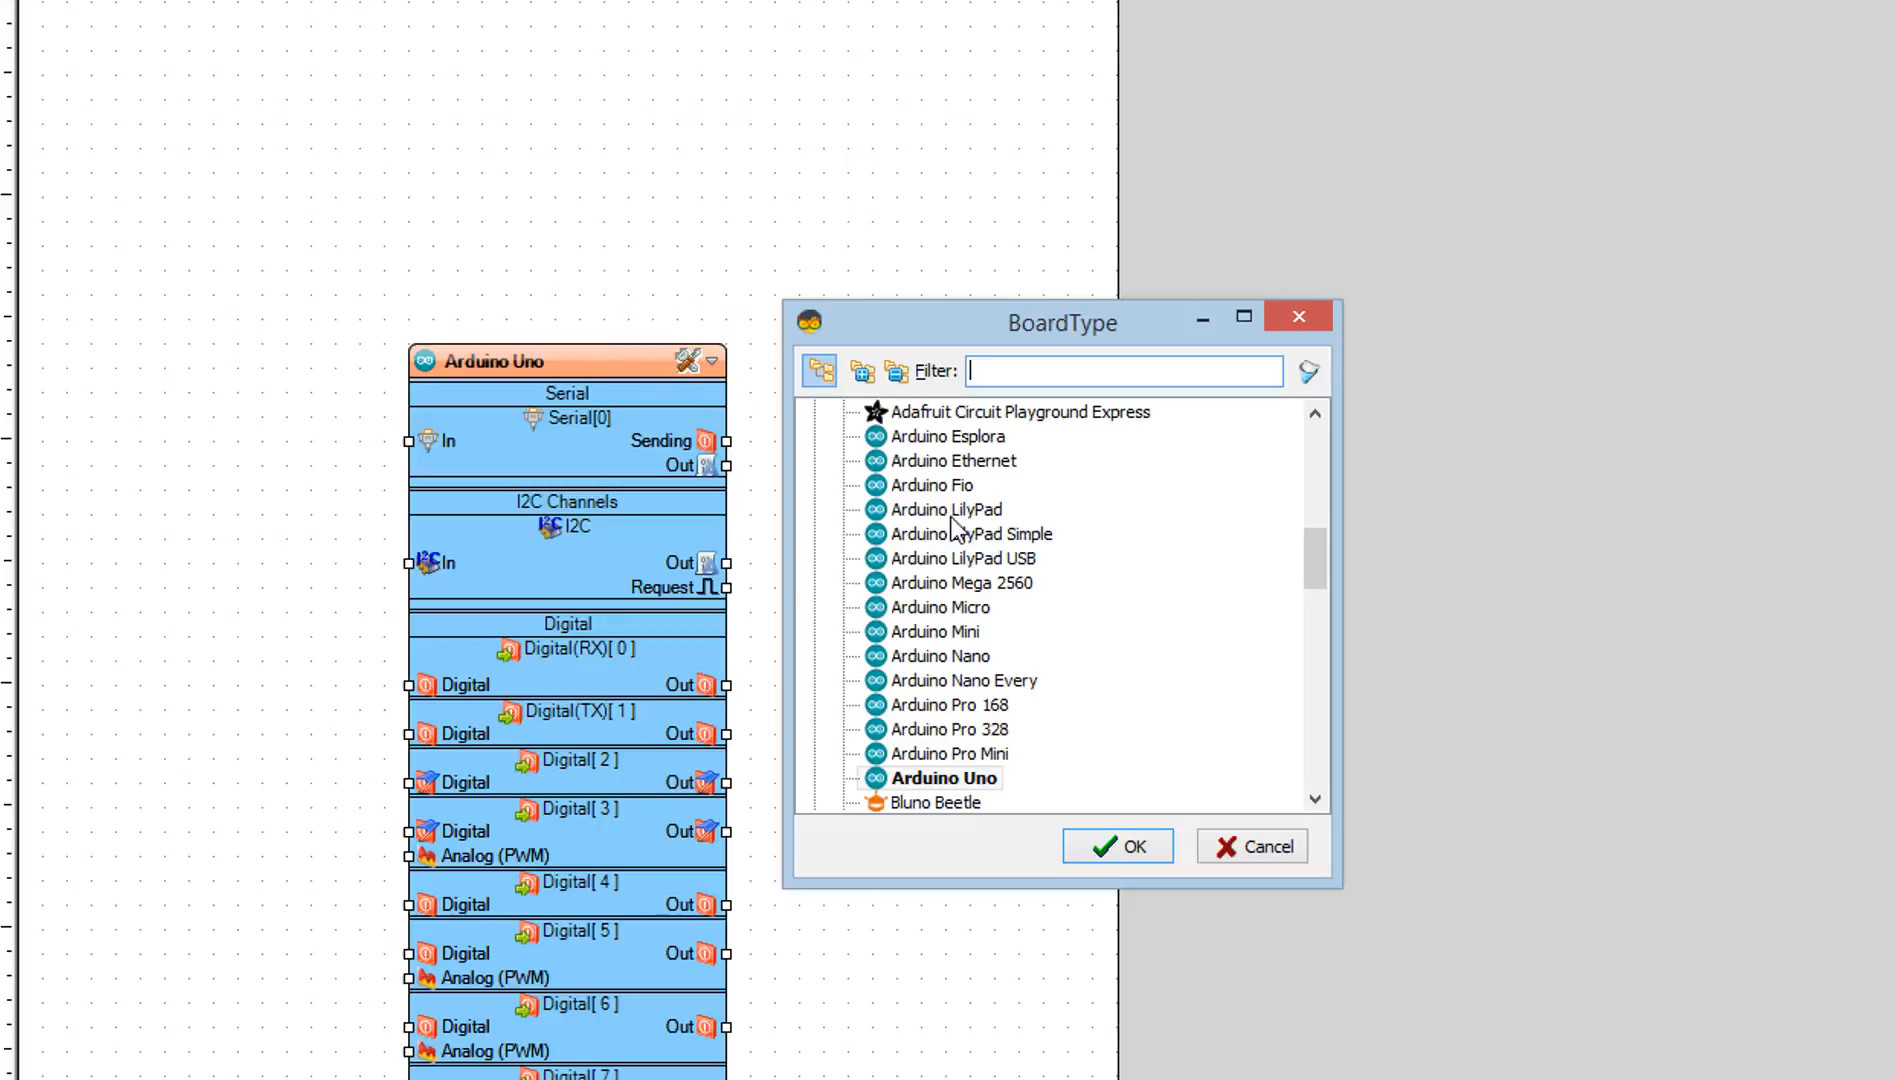 Arduino Uno
Serial
Serial[0]
In
Sending
Out
I2C Channels
I2C I2C
I2C In
Out
Request
Digital
Digital(RX)[ 0 ]
Digital
Out
Digital(TX)[ 1 ]
Digital
Out
Digital[ 2 ]
Digital
Out
Digital[ 3 ]
Digital
Out
Analog (PWM)
Digital[ 4 ]
Digital
Out
Digital[ 5 ]
Digital
Out
Analog (PWM)
Digital[ 6 ]
Digital
Out
Analog (PWM)
Digital[ 7 ]
BoardType
Filter:
Adafruit Circuit Playground Express
Arduino Esplora
Arduino Ethernet
Arduino Fio
Arduino LilyPad
Arduino LilyPad Simple
Arduino LilyPad USB
Arduino Mega 2560
Arduino Micro
Arduino Mini
Arduino Nano
Arduino Nano Every
Arduino Pro 168
Arduino Pro 328
Arduino Pro Mini
Arduino Uno
Bluno Beetle
OK
Cancel